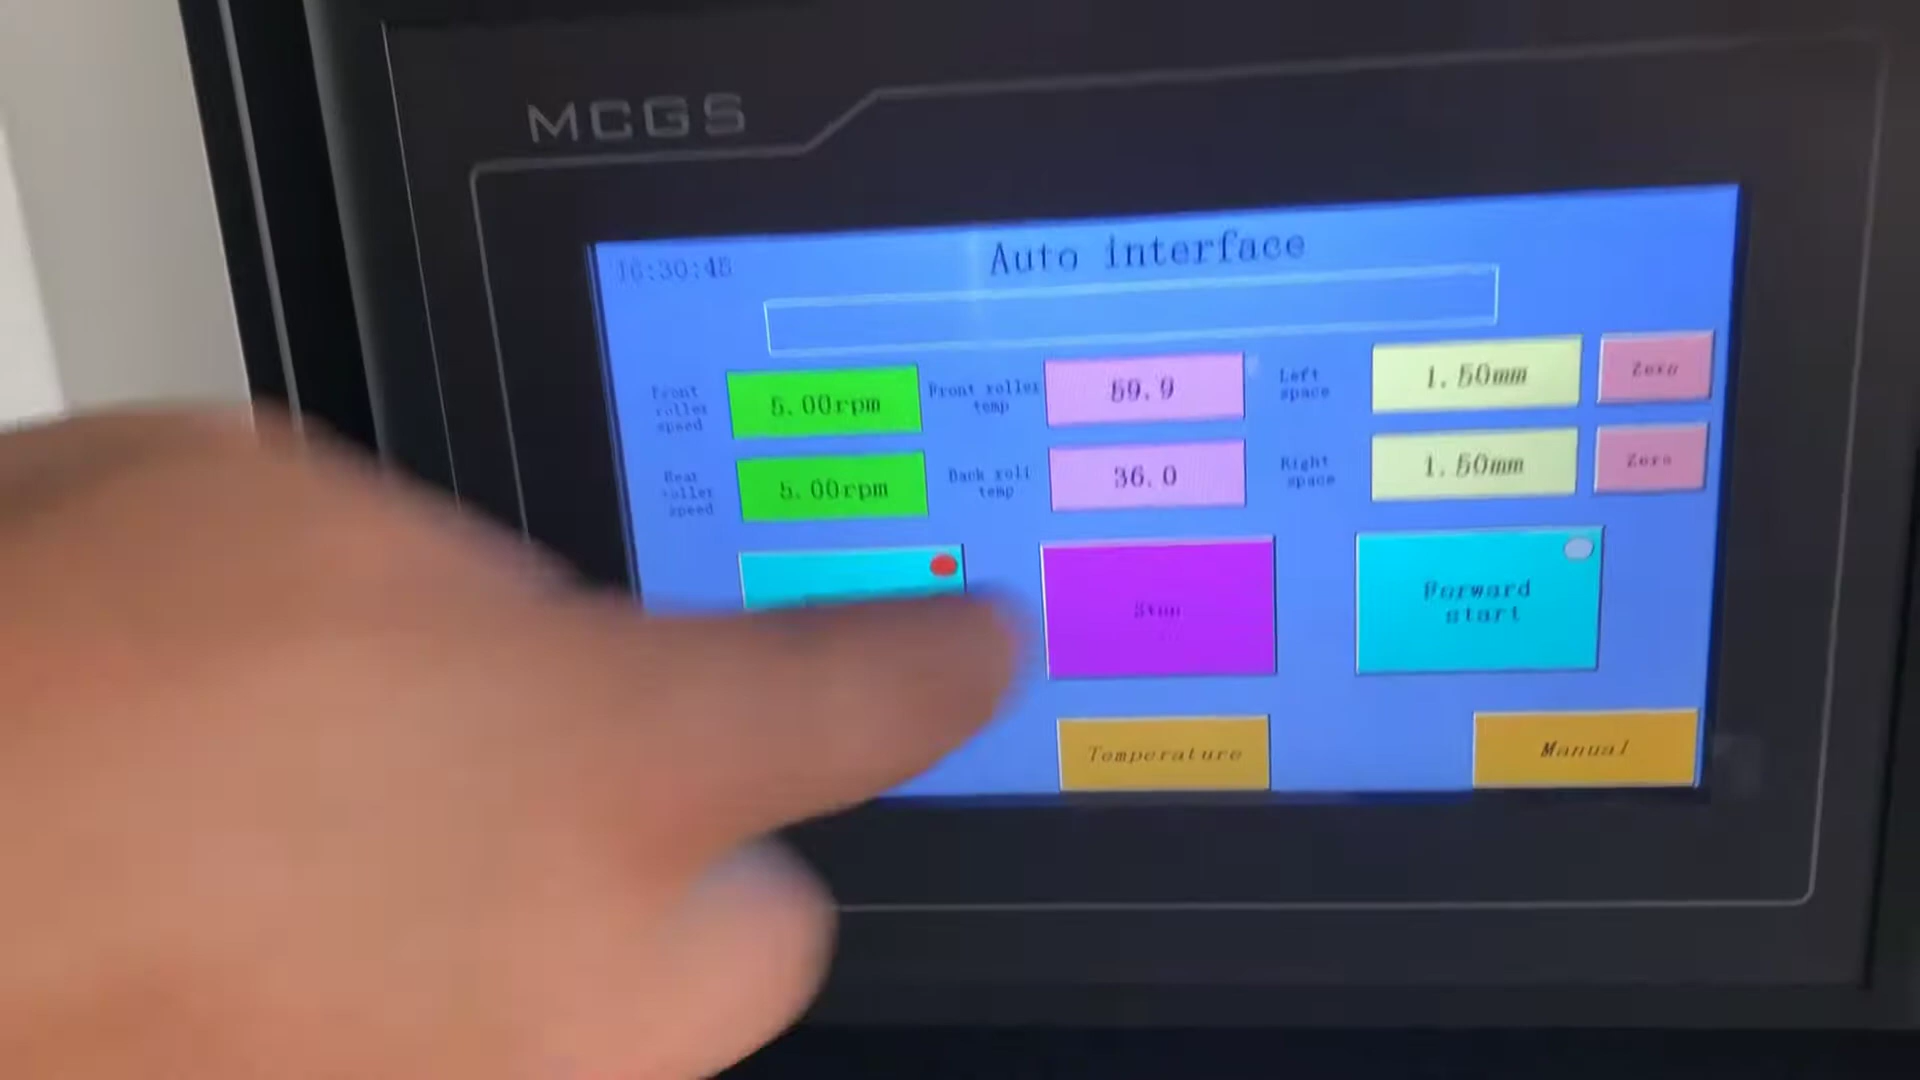 MCGS
16:30:45
Auto interface
Front
roller
speed
5.00rpm
Front roller
temp
59.9
Left
space
1.50mm
Zero
Rear
roller
speed
5.00rpm
Back roll
temp
36.0
Right
space
1.50mm
Zero
Stop
Forward
start
Temperature
Manual